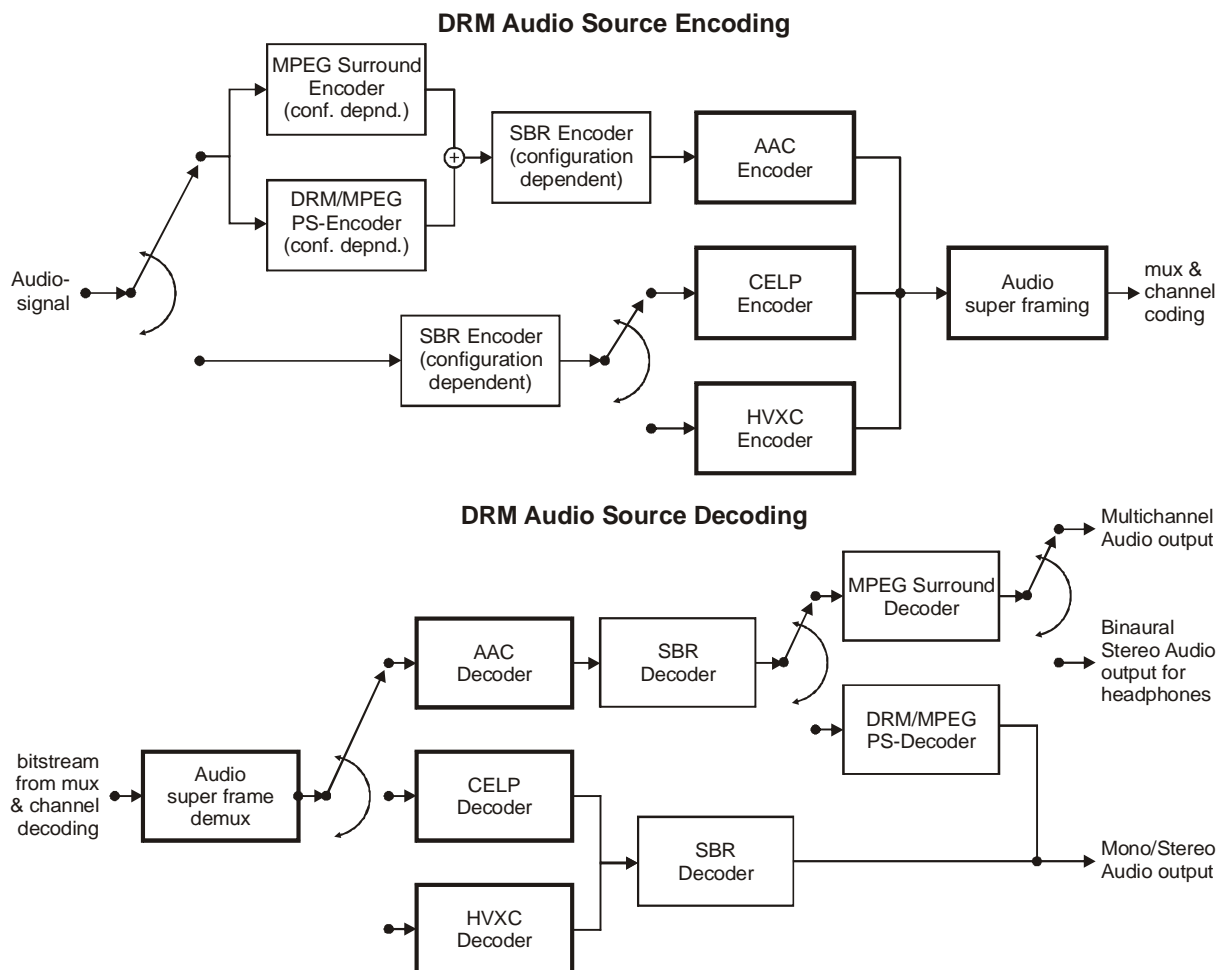 DRM Audio Source Encoding
MPEG Surround
Encoder
(conf. depnd.)
SBR Encoder
(configuration
dependent)
AAC
Encoder
DRM/MPEG
PS-Encoder
(conf. depnd.)
Audio-
signal
CELP
Encoder
Audio
super framing
mux &
channel
coding
SBR Encoder
(configuration
dependent)
HVXC
Encoder
DRM Audio Source Decoding
Multichannel
Audio output
MPEG Surround
Decoder
AAC
Decoder
SBR
Decoder
Binaural
Stereo Audio
output for
headphones
DRM/MPEG
PS-Decoder
bitstream
from mux
& channel
decoding
Audio
super frame
demux
CELP
Decoder
SBR
Decoder
Mono/Stereo
Audio output
HVXC
Decoder